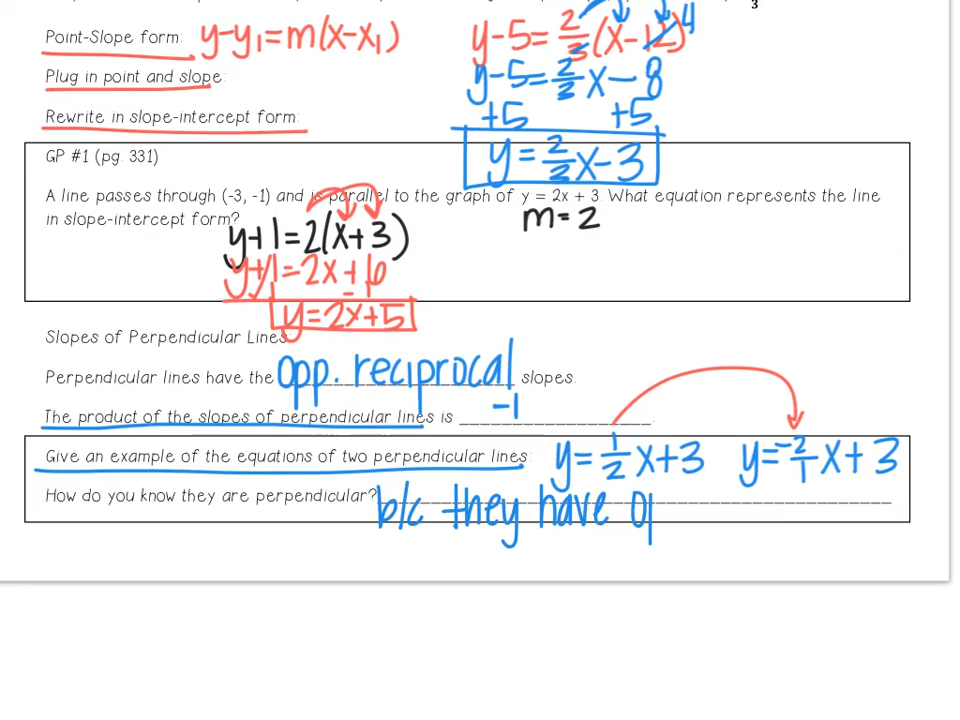 3
Point-Slope form: y-y₁=m(x-x₁)
y-5=2/3(x-12) 4
Plug in point and slope:
y-5=2/2x-8
+5 +5
Rewrite in slope-intercept form:
y=2/2x-3
GP #1 (pg. 331)
A line passes through (-3, -1) and is parallel to the graph of y = 2x + 3. What equation represents the line
in slope-intercept form?
m=2
y+1=2(x+3)
y+1=2x+6
-1 -1
y=2x+5
Slopes of Perpendicular Lines:
Perpendicular lines have the opp. reciprocal slopes.
The product of the slopes of perpendicular lines is -1.
Give an example of the equations of two perpendicular lines: y=1/2x+3 y=-2/1x+3
How do you know they are perpendicular? b/c they have op